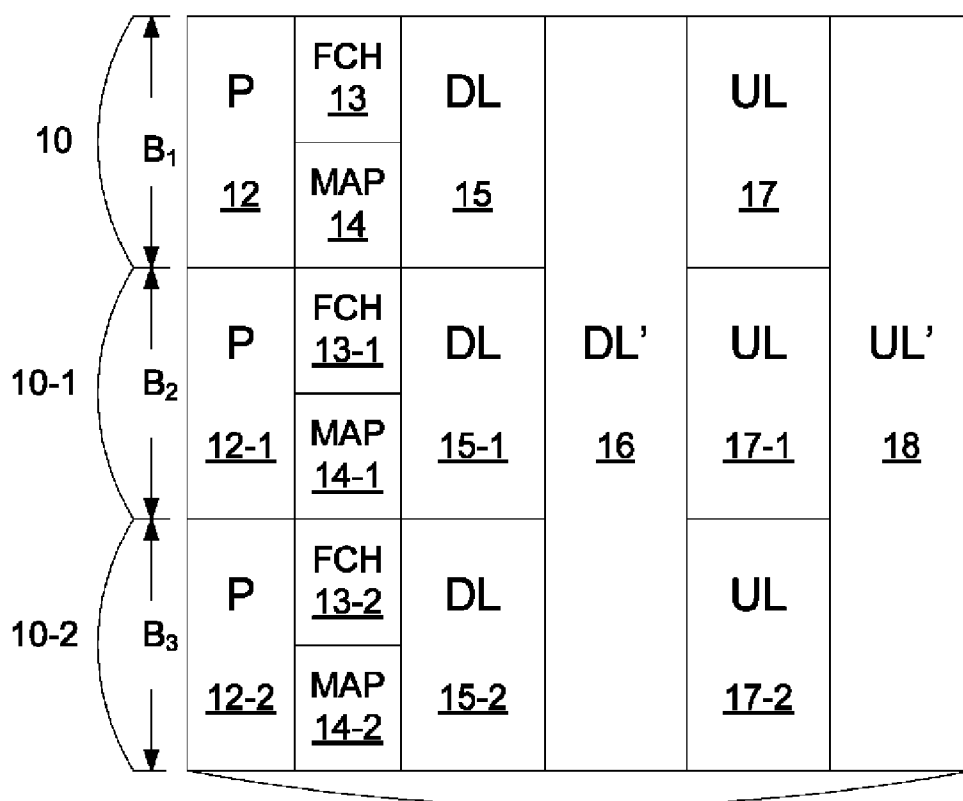 10
B₁
P
12
FCH
13
MAP
14
DL
15
UL
17
10-1
B₂
P
12-1
FCH
13-1
MAP
14-1
DL
15-1
DL’
16
UL
17-1
UL’
18
10-2
B₃
P
12-2
FCH
13-2
MAP
14-2
DL
15-2
UL
17-2